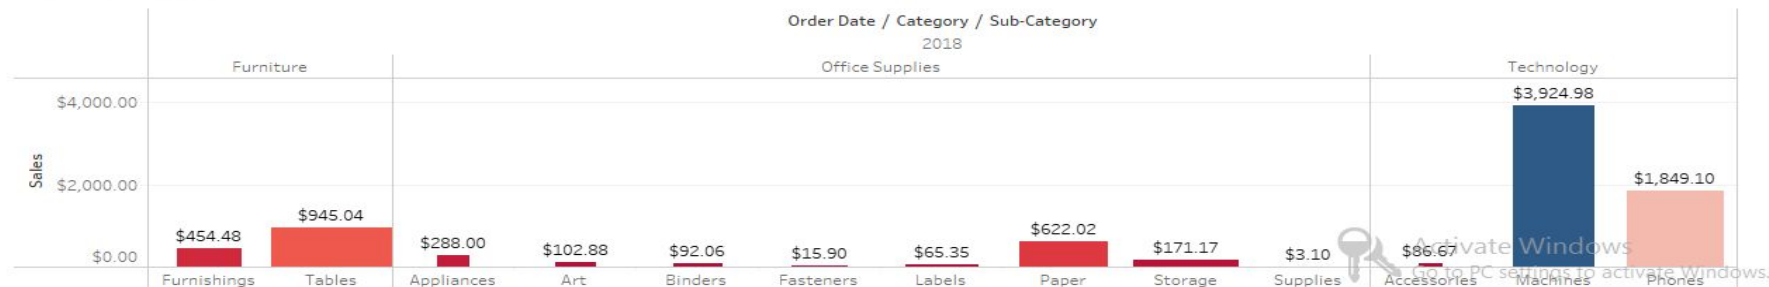 Order Date / Category / Sub-Category
2018
Furniture Office Supplies Technology
Sales
$4,000.00
$2,000.00
$0.00
$454.48 $945.04 $288.00 $102.88 $92.06 $15.90 $65.35 $622.02 $171.17 $3.10 $86.67 $3,924.98 $1,849.10
Activate Windows
Go to PC settings to activate Windows.
Furnishings Tables Appliances Art Binders Fasteners Labels Paper Storage Supplies Accessories Machines Phones